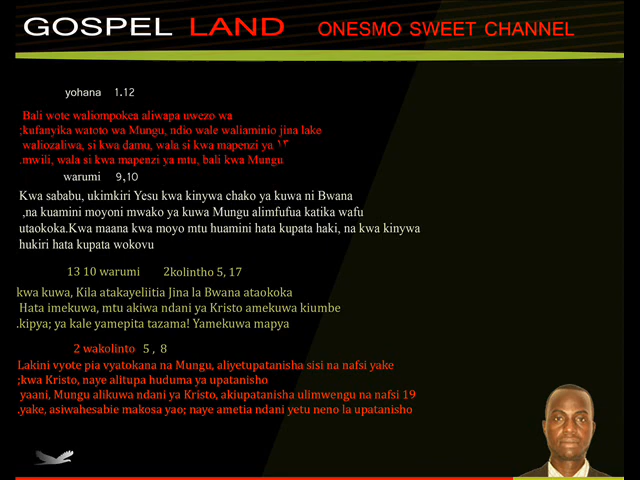 GOSPEL LAND ONESMO SWEET CHANNEL
yohana 1.12
Bali wote waliompokea aliwapa uwezo wa
;kufanyika watoto wa Mungu, ndio wale waliaminio jina lake
waliozaliwa, si kwa damu, wala si kwa mapenzi ya ١٣
.mwili, wala si kwa mapenzi ya mtu, bali kwa Mungu
warumi 9,10
Kwa sababu, ukimkiri Yesu kwa kinywa chako ya kuwa ni Bwana
,na kuamini moyoni mwako ya kuwa Mungu alimfufua katika wafu
utaokoka.Kwa maana kwa moyo mtu huamini hata kupata haki, na kwa kinywa
hukiri hata kupata wokovu
13 10 warumi 2kolintho 5, 17
kwa kuwa, Kila atakayeliitia Jina la Bwana ataokoka
Hata imekuwa, mtu akiwa ndani ya Kristo amekuwa kiumbe
.kipya; ya kale yamepita tazama! Yamekuwa mapya
2 wakolinto 5 , 8
Lakini vyote pia vyatokana na Mungu, aliyetupatanisha sisi na nafsi yake
;kwa Kristo, naye alitupa huduma ya upatanisho
yaani, Mungu alikuwa ndani ya Kristo, akiupatanisha ulimwengu na nafsi 19
.yake, asiwahesabie makosa yao; naye ametia ndani yetu neno la upatanisho